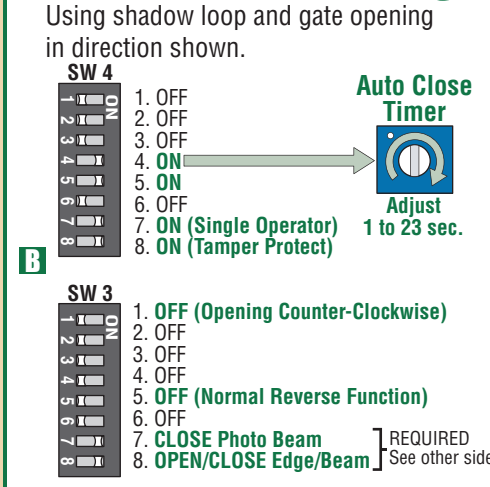 Using shadow loop and gate opening
in direction shown.
SW 4
ON
1 2 3 4 5 6 7 8
1. OFF
2. OFF
3. OFF
4. ON
5. ON
6. OFF
7. ON (Single Operator)
8. ON (Tamper Protect)
Auto Close
Timer
Adjust
1 to 23 sec.
B
SW 3
ON
1 2 3 4 5 6 7 8
1. OFF (Opening Counter-Clockwise)
2. OFF
3. OFF
4. OFF
5. OFF (Normal Reverse Function)
6. OFF
7. CLOSE Photo Beam
8. OPEN/CLOSE Edge/Beam
REQUIRED
See other side